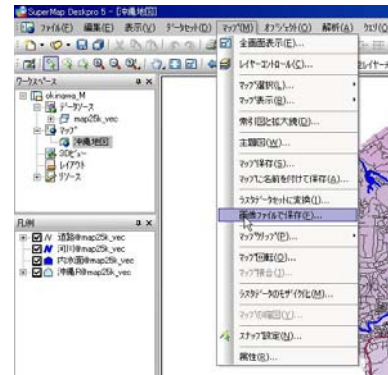 SuperMap Deskpro 5 - [沖縄地図]
ファイル(F) 編集(E) 表示(V) データセット(D) マップ(M) オブジェクト(O) 解析(A) クエリ(Q
ワークスペース
okinawa_M
データソース
map25k_vec
マップ
沖縄地図
3Dビュー
レイアウト
リソース
凡例
道路@map25k_vec
河川@map25k_vec
内水面@map25k_vec
沖縄R@map25k_vec
全画面表示(E)...
レイヤーコントロール(C)...
マップ選択(L)...
マップ表示(B)...
索引図と拡大鏡(D)...
主題図(W)...
マップ保存(S)...
マップに名前を付けて保存(A)...
ラスタデータセットに変換(I)...
画像ファイルで保存(F)...
マップクリップ(P)...
マップ回転(O)...
マップ接合(J)...
ラスタデータのモザイク化(M)...
マップの縮図(Y)...
スナップ設定(N)...
属性(R)...
レイヤー